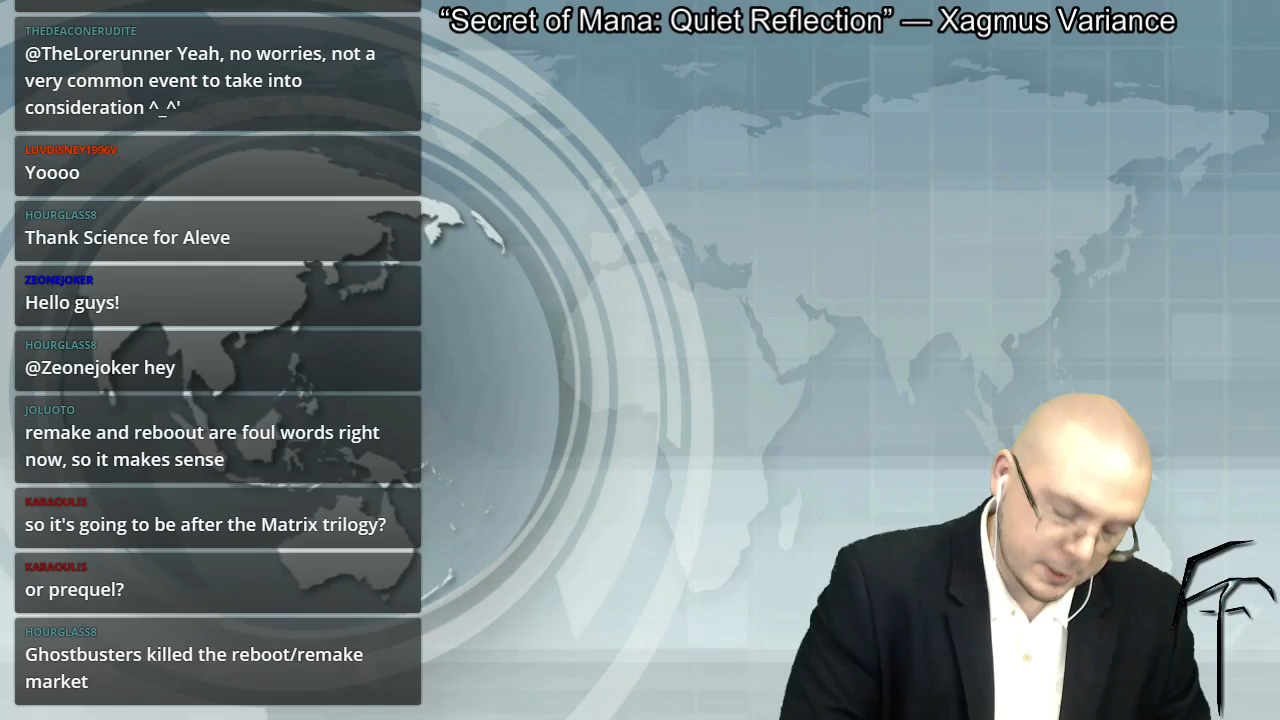 “Secret of Mana: Quiet Reflection” — Xagmus Variance
THEDEACONERUDITE
@TheLorerunner Yeah, no worries, not a
very common event to take into
consideration ^_^'
LUVDISNEY1996V
Yoooo
HOURGLASS8
Thank Science for Aleve
ZEONEJOKER
Hello guys!
HOURGLASS8
@Zeonejoker hey
JOLUOTO
remake and reboout are foul words right
now, so it makes sense
KARAOULIS
so it's going to be after the Matrix trilogy?
KARAOULIS
or prequel?
HOURGLASS8
Ghostbusters killed the reboot/remake
market